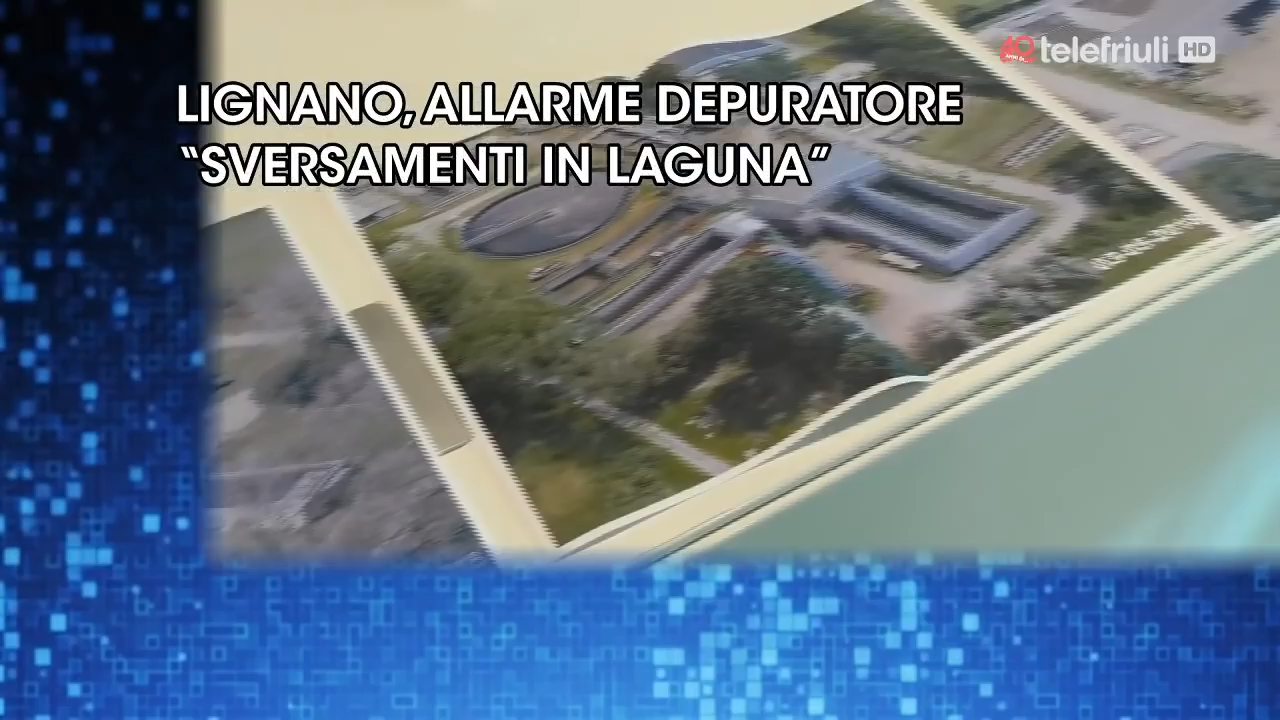 telefriuli HD
LIGNANO, ALLARME DEPURATORE
“SVERSAMENTI IN LAGUNA”